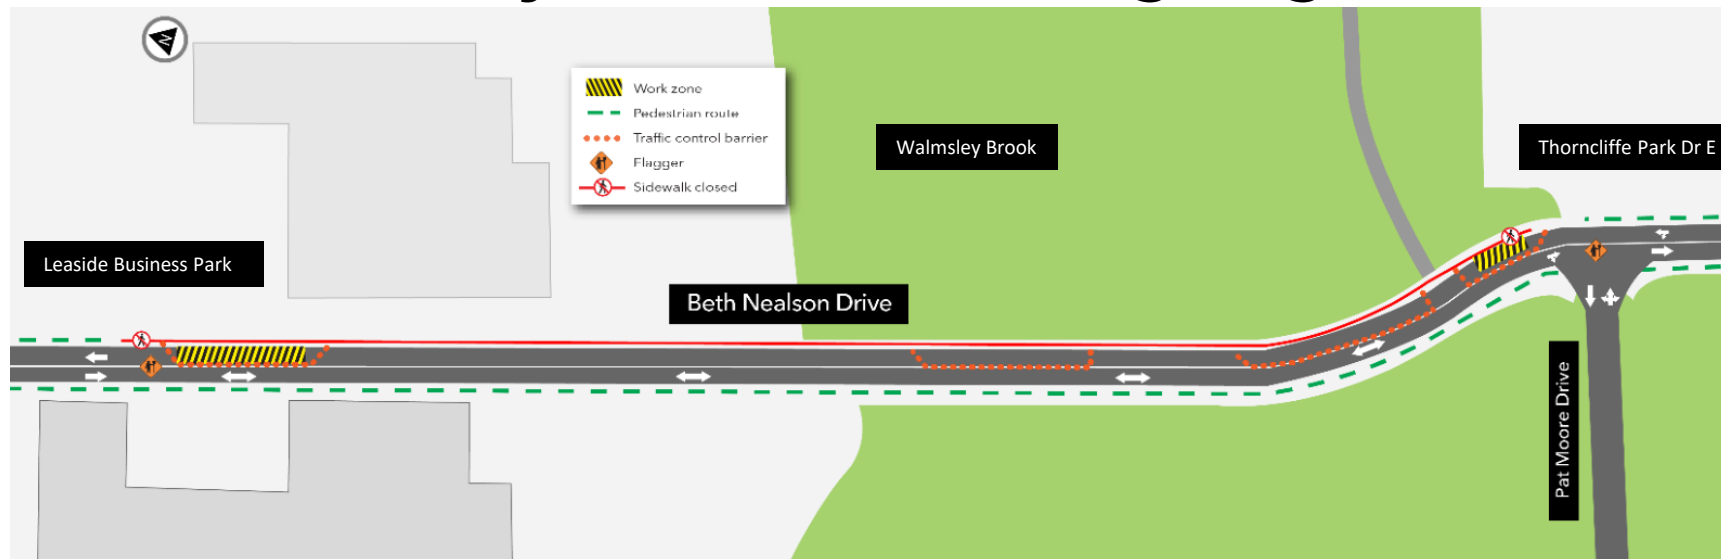 N
Work zone
Pedestrian route
Traffic control barrier
Flagger
Sidewalk closed
Walmsley Brook
Thorncliffe Park Dr E
Leaside Business Park
Beth Nealson Drive
Pat Moore Drive